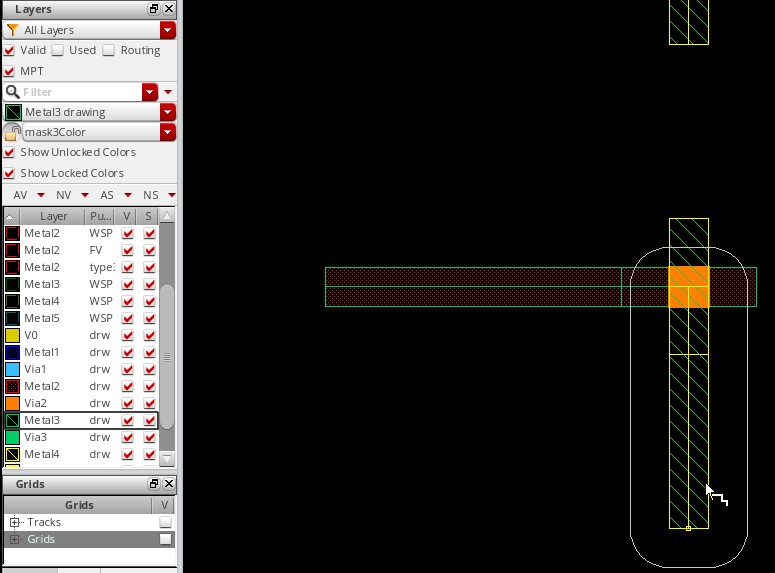 Layers
All Layers
Valid Used Routing
MPT
Filter
Metal3 drawing
mask3Color
Show Unlocked Colors
Show Locked Colors
AV NV AS NS
Layer Pu... V S
Metal2 WSP
Metal2 FV
Metal2 type:
Metal3 WSP
Metal4 WSP
Metal5 WSP
V0 drw
Metal1 drw
Via1 drw
Metal2 drw
Via2 drw
Metal3 drw
Via3 drw
Metal4 drw
Grids
Grids V
Tracks
Grids